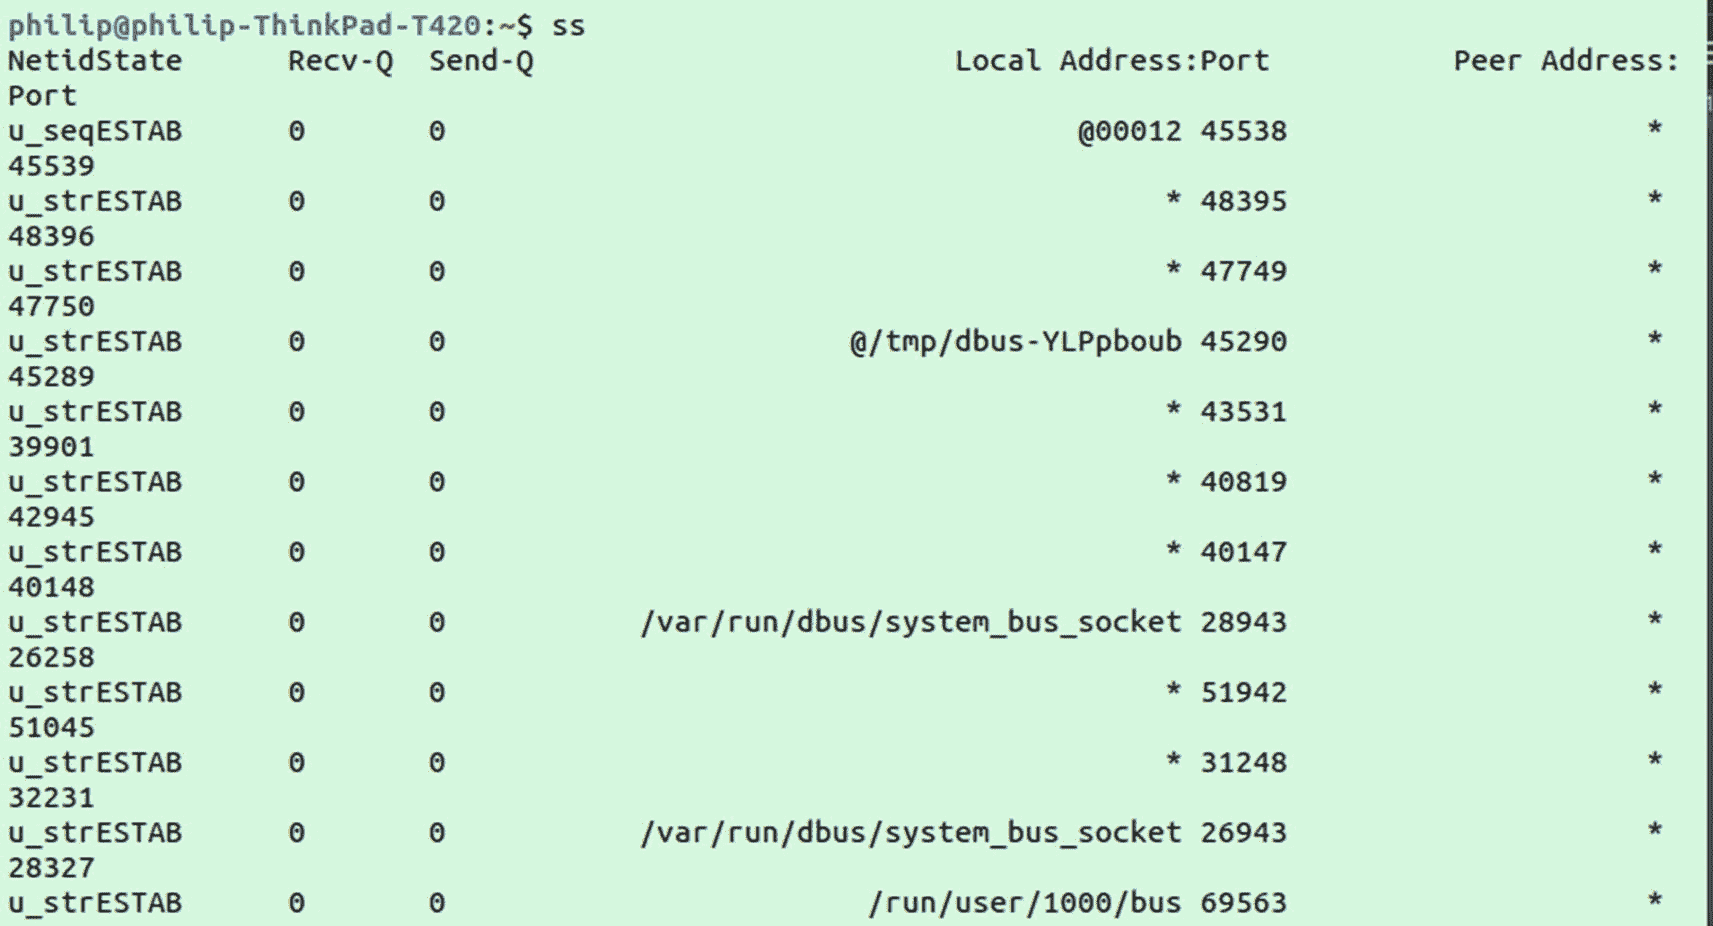 philip@philip-ThinkPad-T420:~$ ss
NetidState Recv-Q Send-Q Local Address:Port Peer Address:
Port
u_seqESTAB 0 0 @00012 45538 *
45539
u_strESTAB 0 0 * 48395 *
48396
u_strESTAB 0 0 * 47749 *
47750
u_strESTAB 0 0 @/tmp/dbus-YLPpboub 45290 *
45289
u_strESTAB 0 0 * 43531 *
39901
u_strESTAB 0 0 * 40819 *
42945
u_strESTAB 0 0 * 40147 *
40148
u_strESTAB 0 0 /var/run/dbus/system_bus_socket 28943 *
26258
u_strESTAB 0 0 * 51942 *
51045
u_strESTAB 0 0 * 31248 *
32231
u_strESTAB 0 0 /var/run/dbus/system_bus_socket 26943 *
28327
u_strESTAB 0 0 /run/user/1000/bus 69563 *